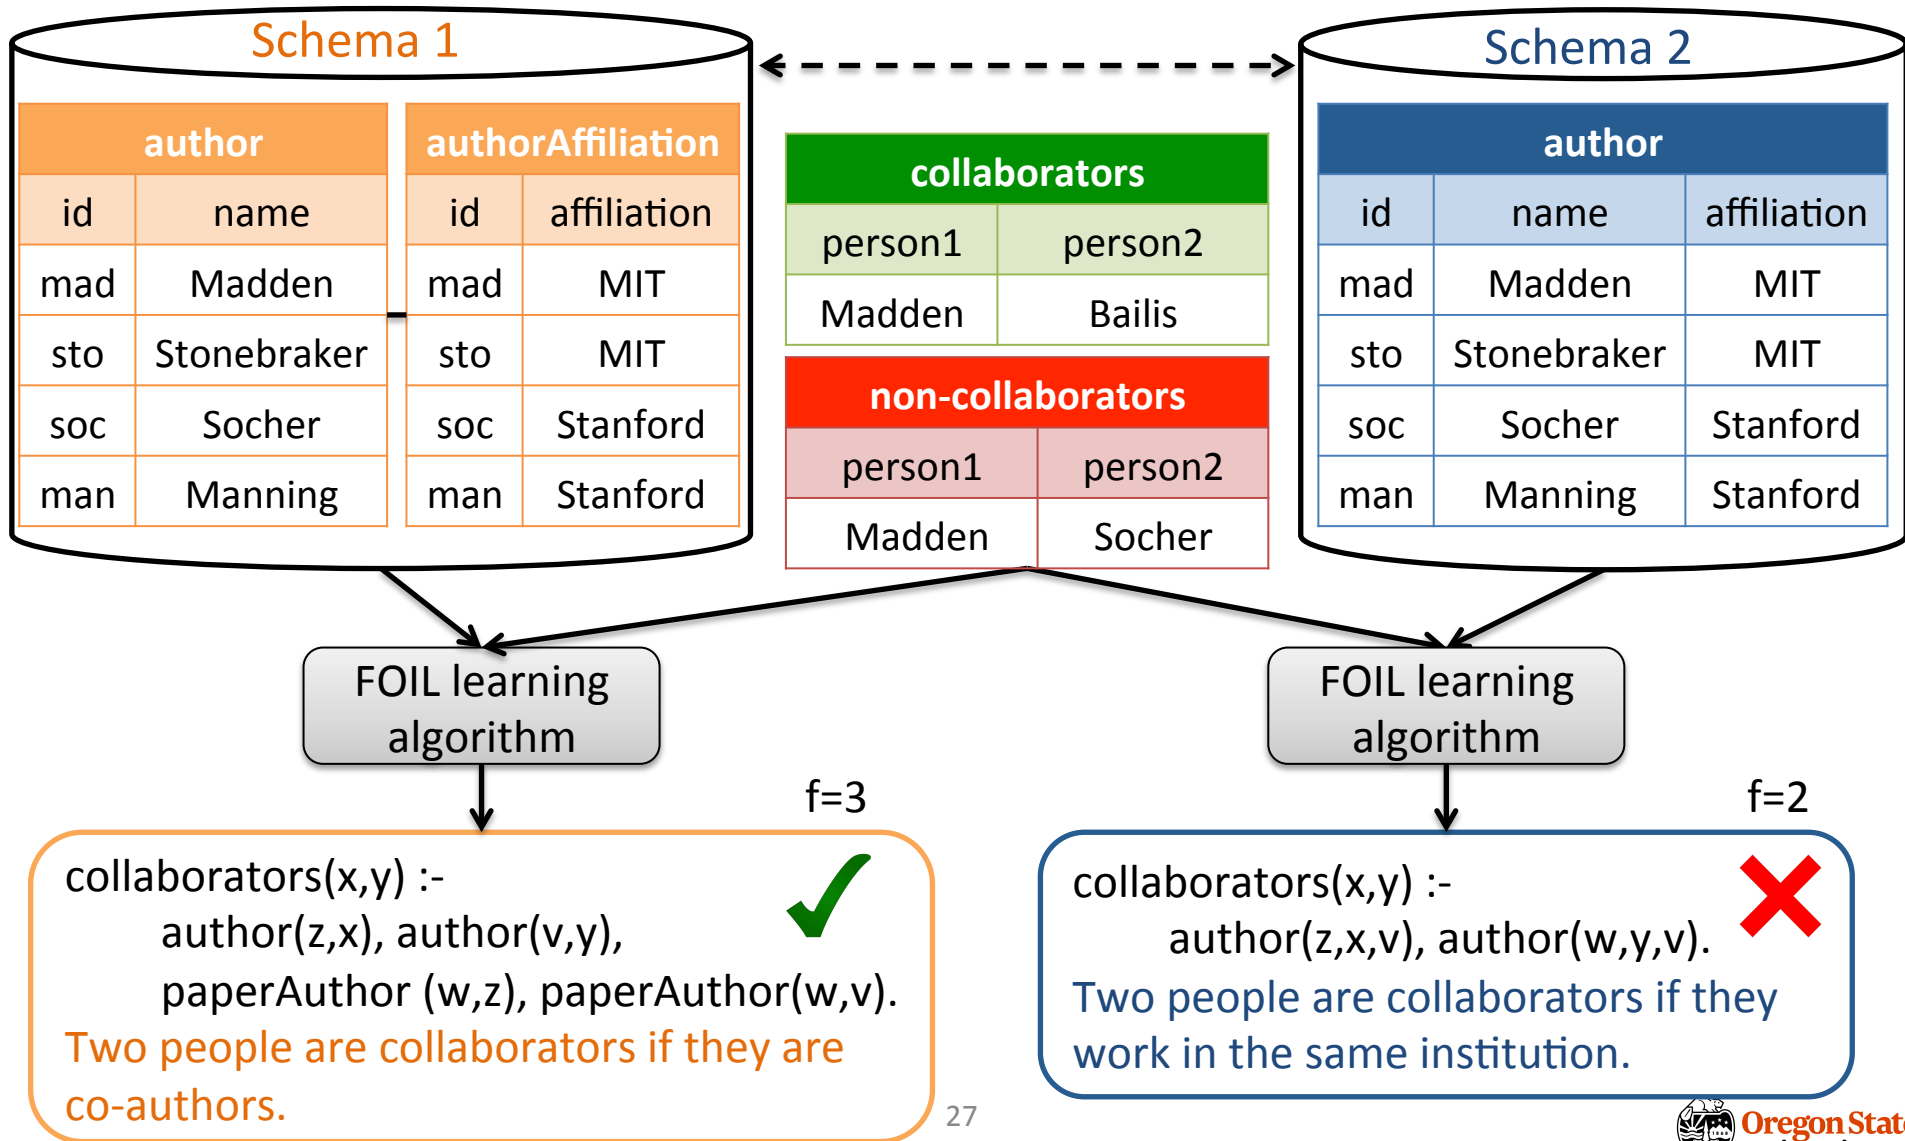 Schema 1
author
id name
mad Madden
sto Stonebraker
soc Socher
man Manning
authorAffiliation
id affiliation
mad MIT
sto MIT
soc Stanford
man Stanford
collaborators
person1 person2
Madden Bailis
non-collaborators
person1 person2
Madden Socher
Schema 2
author
id name affiliation
mad Madden MIT
sto Stonebraker MIT
soc Socher Stanford
man Manning Stanford
FOIL learning
algorithm
FOIL learning
algorithm
f=3
collaborators(x,y) :-
author(z,x), author(v,y),
paperAuthor (w,z), paperAuthor(w,v).
Two people are collaborators if they are
co-authors.
f=2
collaborators(x,y) :-
author(z,x,v), author(w,y,v).
Two people are collaborators if they
work in the same institution.
27
Oregon State